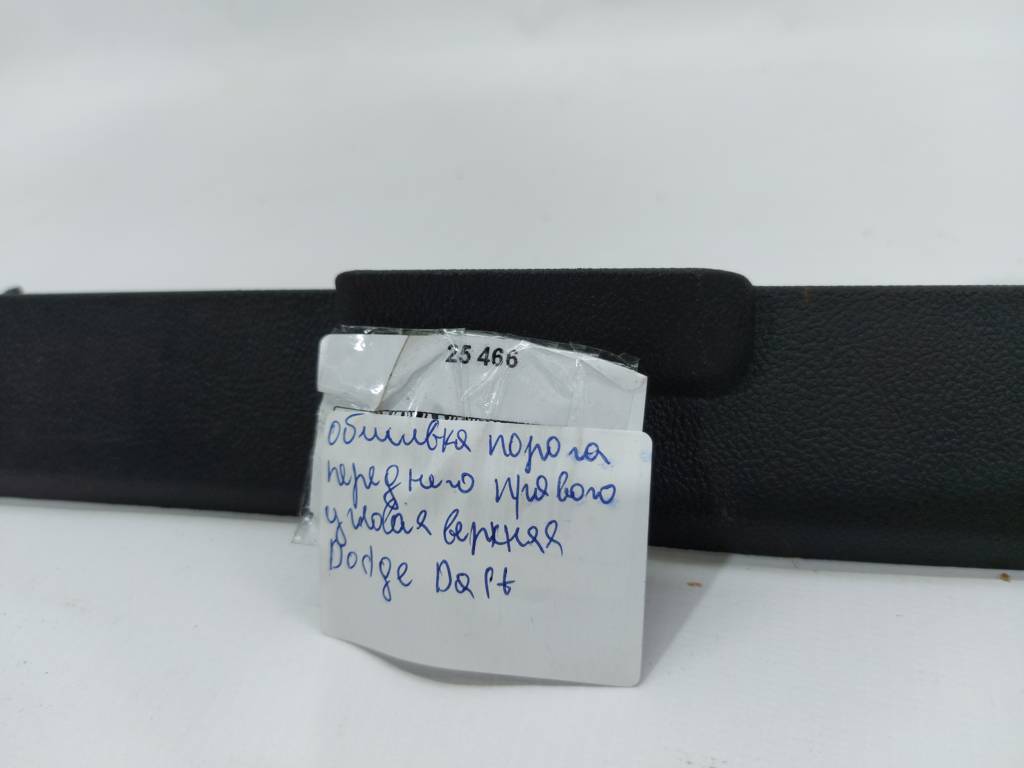 25 466
обшивка порога
переднего правого
угловая верхняя
Dodge Dart